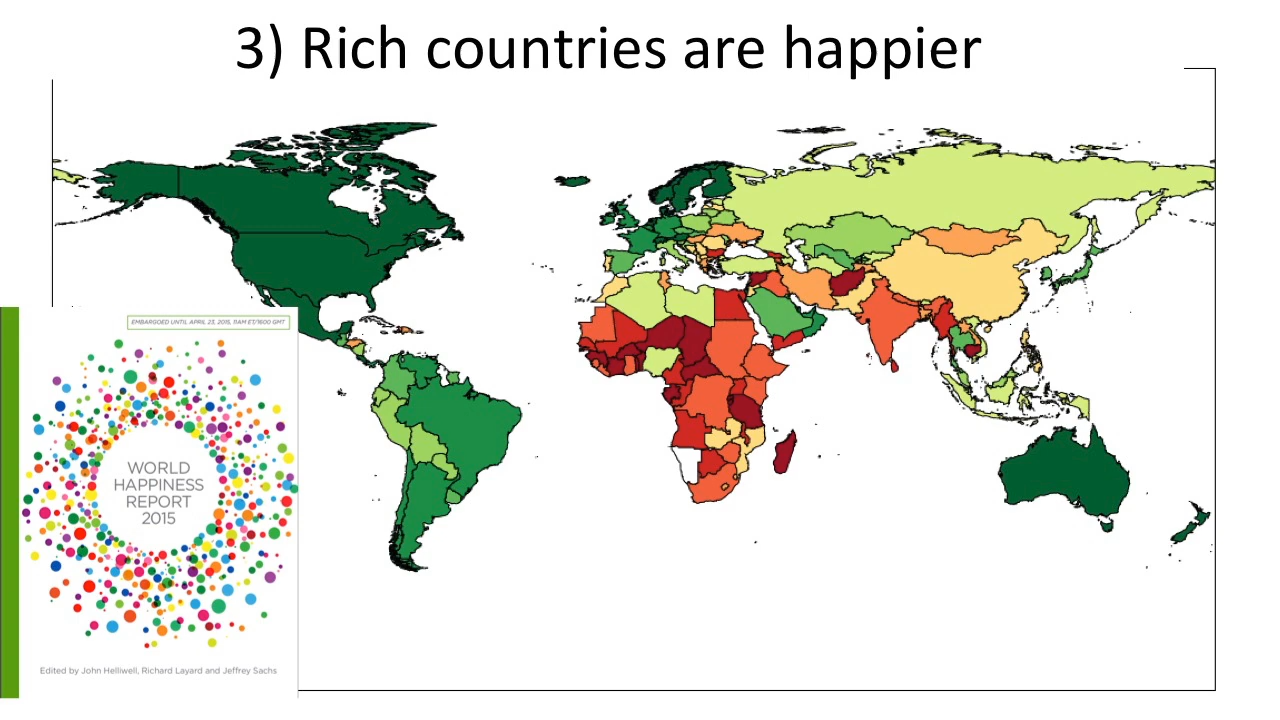 3) Rich countries are happier
EMBARGOED UNTIL APRIL 23, 2015, 11AM ET/1600 GMT
WORLD
HAPPINESS
REPORT
2015
Edited by John Helliwell, Richard Layard and Jeffrey Sachs